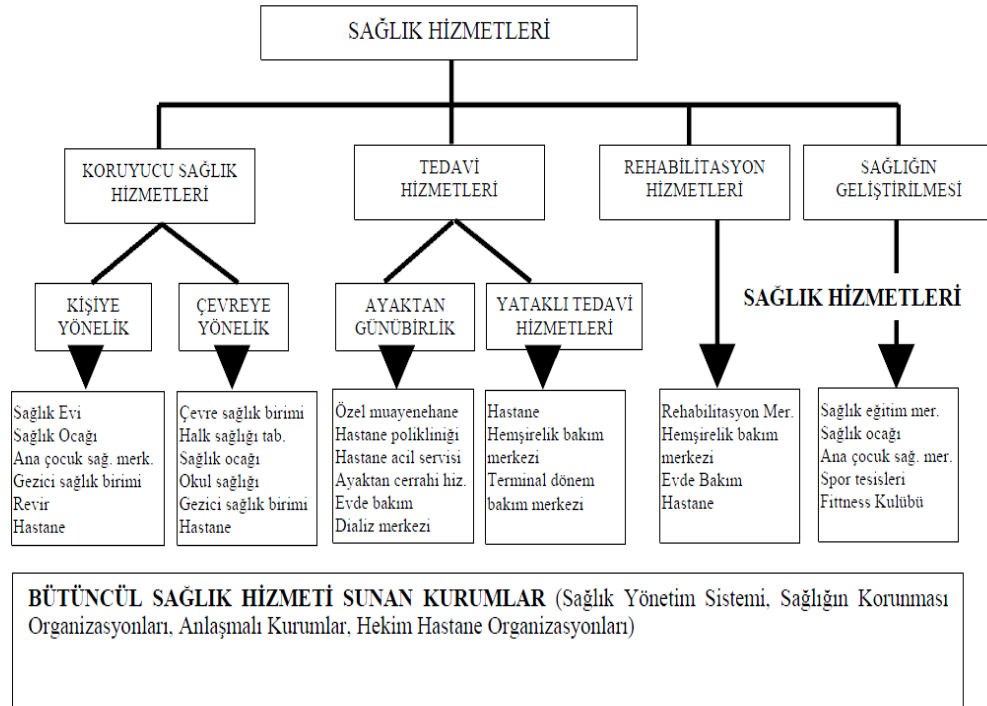 SAĞLIK HİZMETLERİ
KORUYUCU SAĞLIK
HİZMETLERİ
TEDAVİ
HİZMETLERİ
REHABİLITASYON
HİZMETLERİ
SAĞLIĞIN
GELİŞTİRİLMESİ
KİŞİYE
YÖNELİK
ÇEVREYE
YÖNELİK
AYAKTAN
GÜNÜBİRLİK
YATAKLI TEDAVİ
HİZMETLERİ
SAĞLIK HİZMETLERİ
Sağlık Evi
Sağlık Ocağı
Ana çocuk sağ. merk.
Gezici sağlık birimi
Revir
Hastane
Çevre sağlık birimi
Halk sağlığı tab.
Sağlık ocağı
Okul sağlığı
Gezici sağlık birimi
Hastane
Özel muayenehane
Hastane polikliniği
Hastane acil servisi
Ayaktan cerrahi hiz.
Evde bakım
Dializ merkezi
Hastane
Hemşirelik bakım
merkezi
Terminal dönem
bakım merkezi
Rehabilitasyon Mer.
Hemşirelik bakım
merkezi
Evde Bakım
Hastane
Sağlık eğitim mer.
Sağlık ocağı
Ana çocuk sağ. mer.
Spor tesisleri
Fittness Kulübü
BÜTÜNCÜL SAĞLIK HİZMETİ SUNAN KURUMLAR (Sağlık Yönetim Sistemi, Sağlığın Korunması
Organizasyonları, Anlaşmalı Kurumlar, Hekim Hastane Organizasyonları)